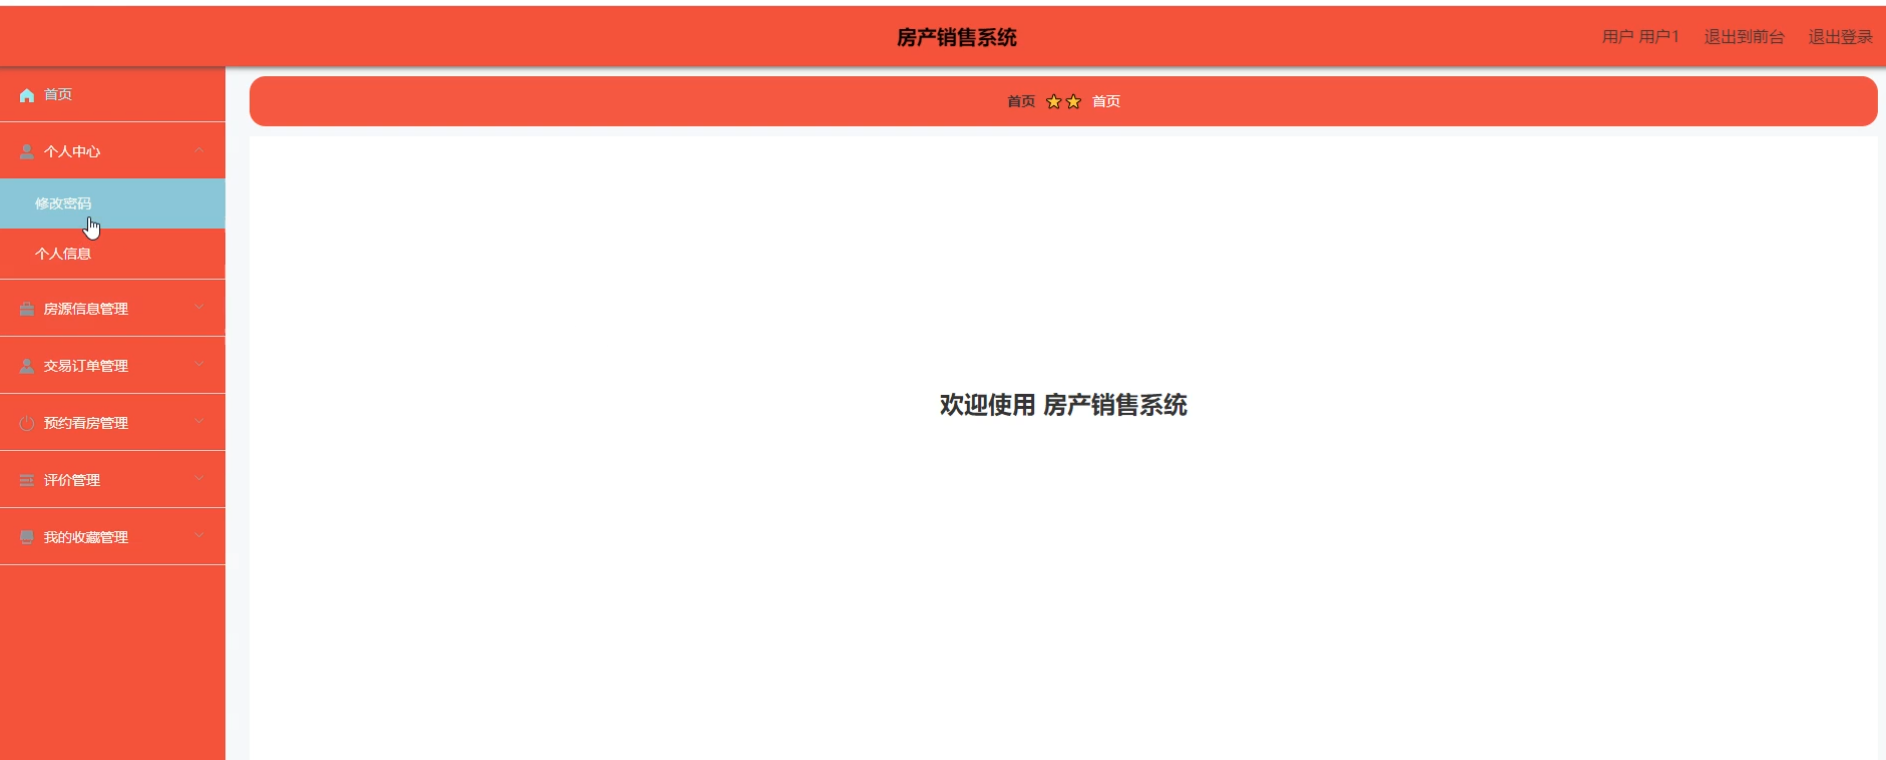 房产销售系统
用户 用户1 退出到前台 退出登录
首页
个人中心
修改密码
个人信息
房源信息管理
交易订单管理
预约看房管理
评价管理
我的收藏管理
首页 首页
欢迎使用 房产销售系统